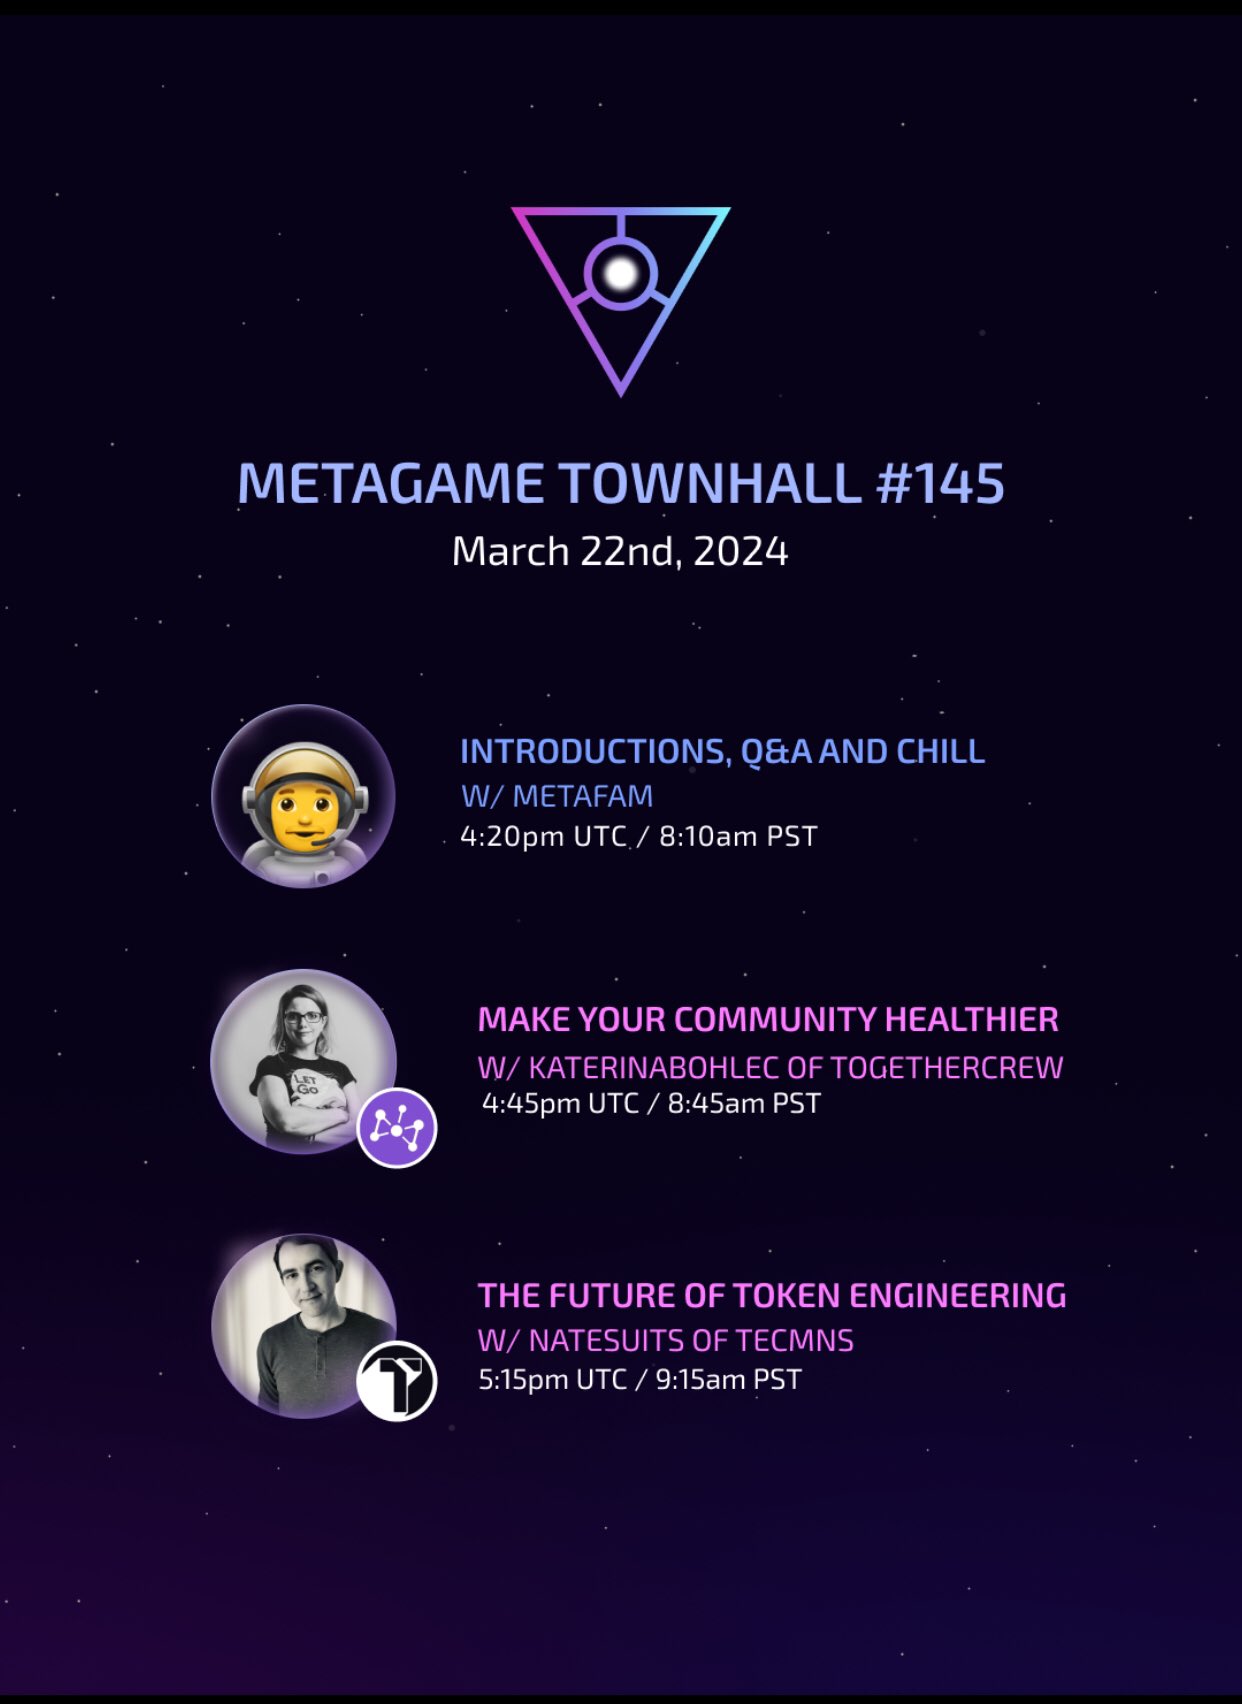 METAGAME TOWNHALL #145
March 22nd, 2024
INTRODUCTIONS, Q&A AND CHILL
W/ METAFAM
4:20pm UTC / 8:10am PST
MAKE YOUR COMMUNITY HEALTHIER
W/ KATERINABOHLEC OF TOGETHERCREW
4:45pm UTC / 8:45am PST
LET
GO
THE FUTURE OF TOKEN ENGINEERING
W/ NATESUITS OF TECMNS
5:15pm UTC / 9:15am PST
T